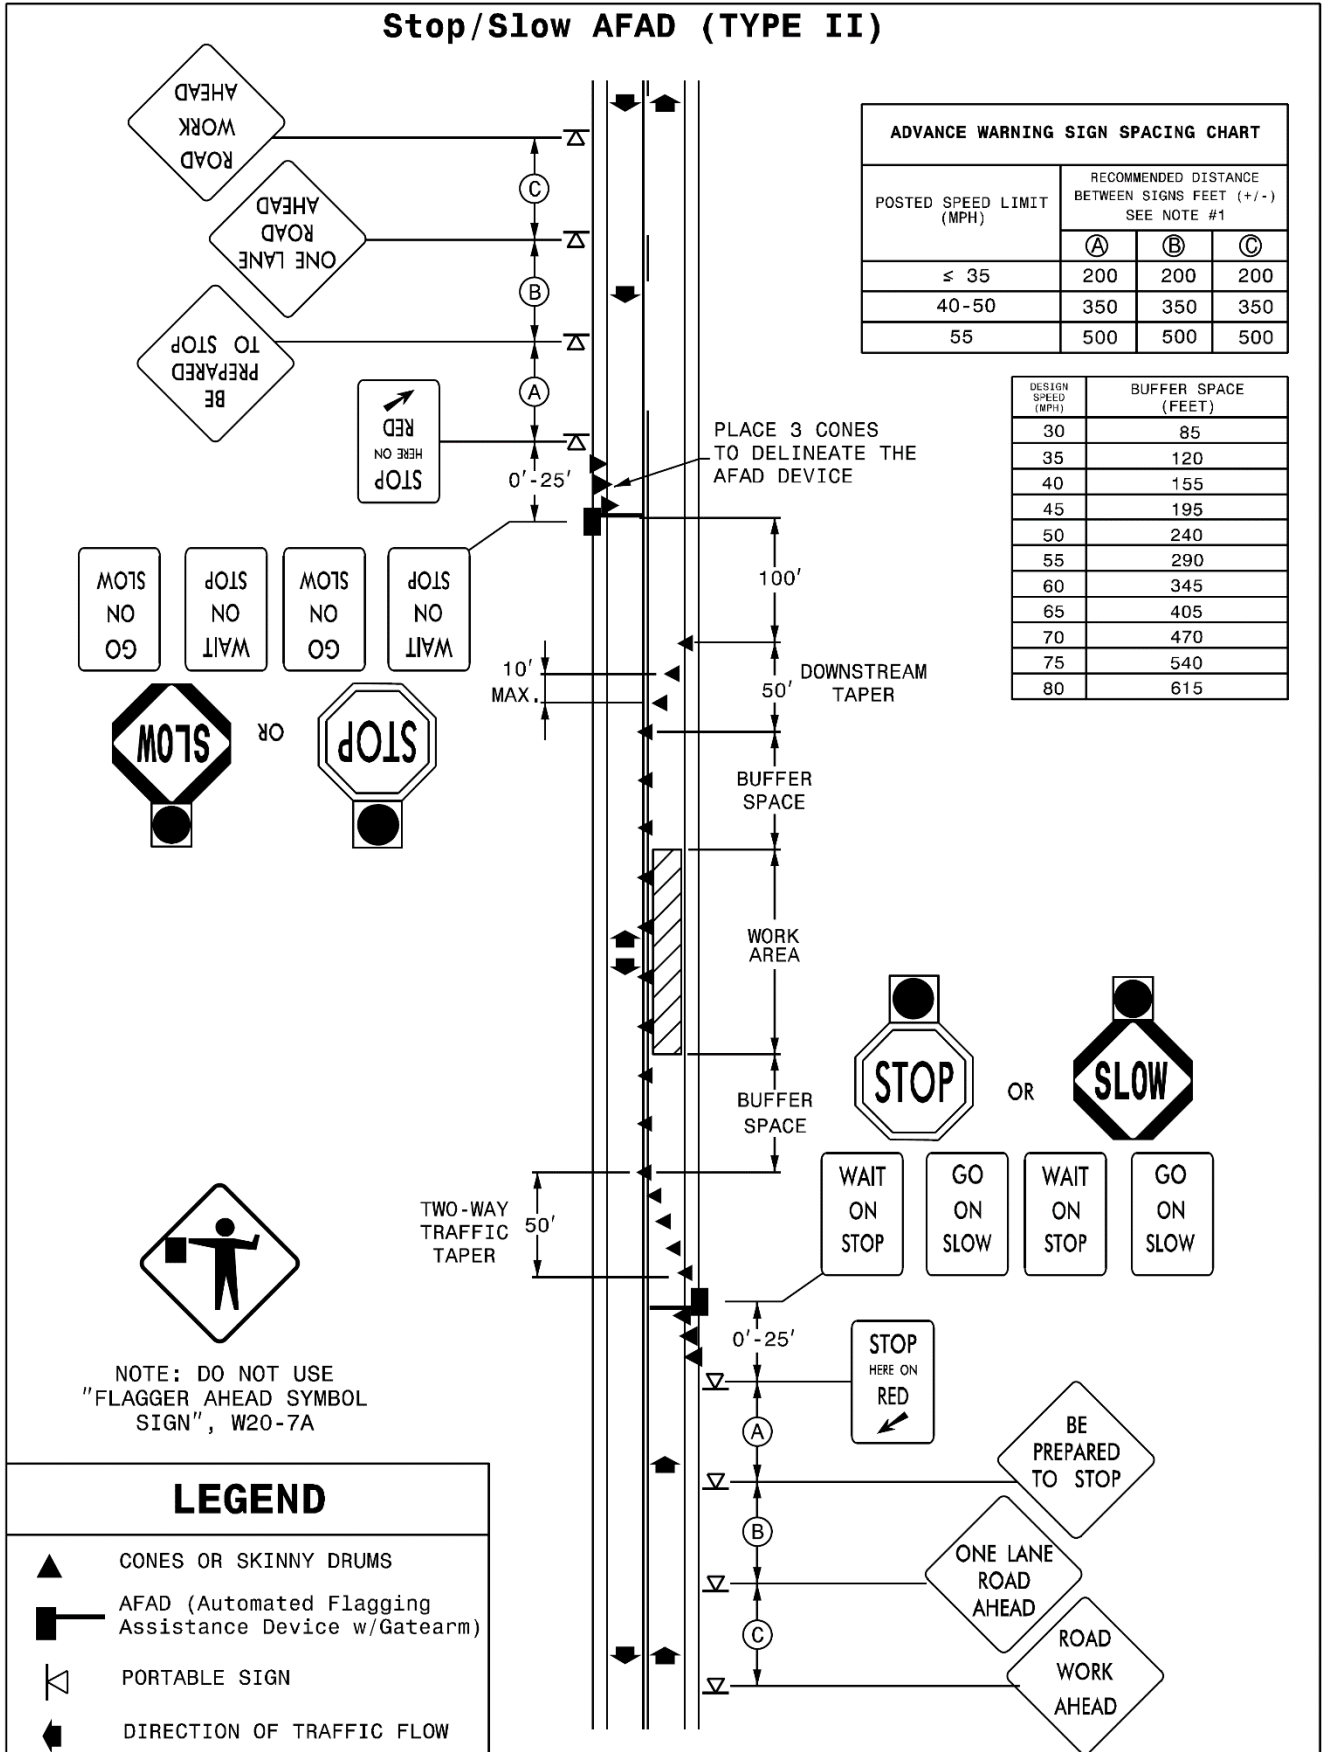 Stop/Slow AFAD (TYPE II)
ROAD
WORK
AHEAD
ONE LANE
ROAD
AHEAD
BE
PREPARED
TO STOP
STOP
HERE ON
RED
C
B
A
0'-25'
PLACE 3 CONES
TO DELINEATE THE
AFAD DEVICE
ADVANCE WARNING SIGN SPACING CHART
POSTED SPEED LIMIT
(MPH)
RECOMMENDED DISTANCE
BETWEEN SIGNS FEET (+/-)
SEE NOTE #1
A B C
≤ 35 200 200 200
40-50 350 350 350
55 500 500 500
DESIGN
SPEED
(MPH)
BUFFER SPACE
(FEET)
30 85
35 120
40 155
45 195
50 240
55 290
60 345
65 405
70 470
75 540
80 615
GO
ON
SLOW
WAIT
ON
STOP
GO
ON
SLOW
WAIT
ON
STOP
SLOW
OR
STOP
100'
10'
MAX.
50'
DOWNSTREAM
TAPER
BUFFER
SPACE
WORK
AREA
BUFFER
SPACE
STOP
OR
SLOW
WAIT
ON
STOP
GO
ON
SLOW
WAIT
ON
STOP
GO
ON
SLOW
TWO-WAY
TRAFFIC
TAPER
50'
0'-25'
STOP
HERE ON
RED
A
B
C
BE
PREPARED
TO STOP
ONE LANE
ROAD
AHEAD
ROAD
WORK
AHEAD
NOTE: DO NOT USE
"FLAGGER AHEAD SYMBOL
SIGN", W20-7A
LEGEND
CONES OR SKINNY DRUMS
AFAD (Automated Flagging
Assistance Device w/Gatearm)
PORTABLE SIGN
DIRECTION OF TRAFFIC FLOW